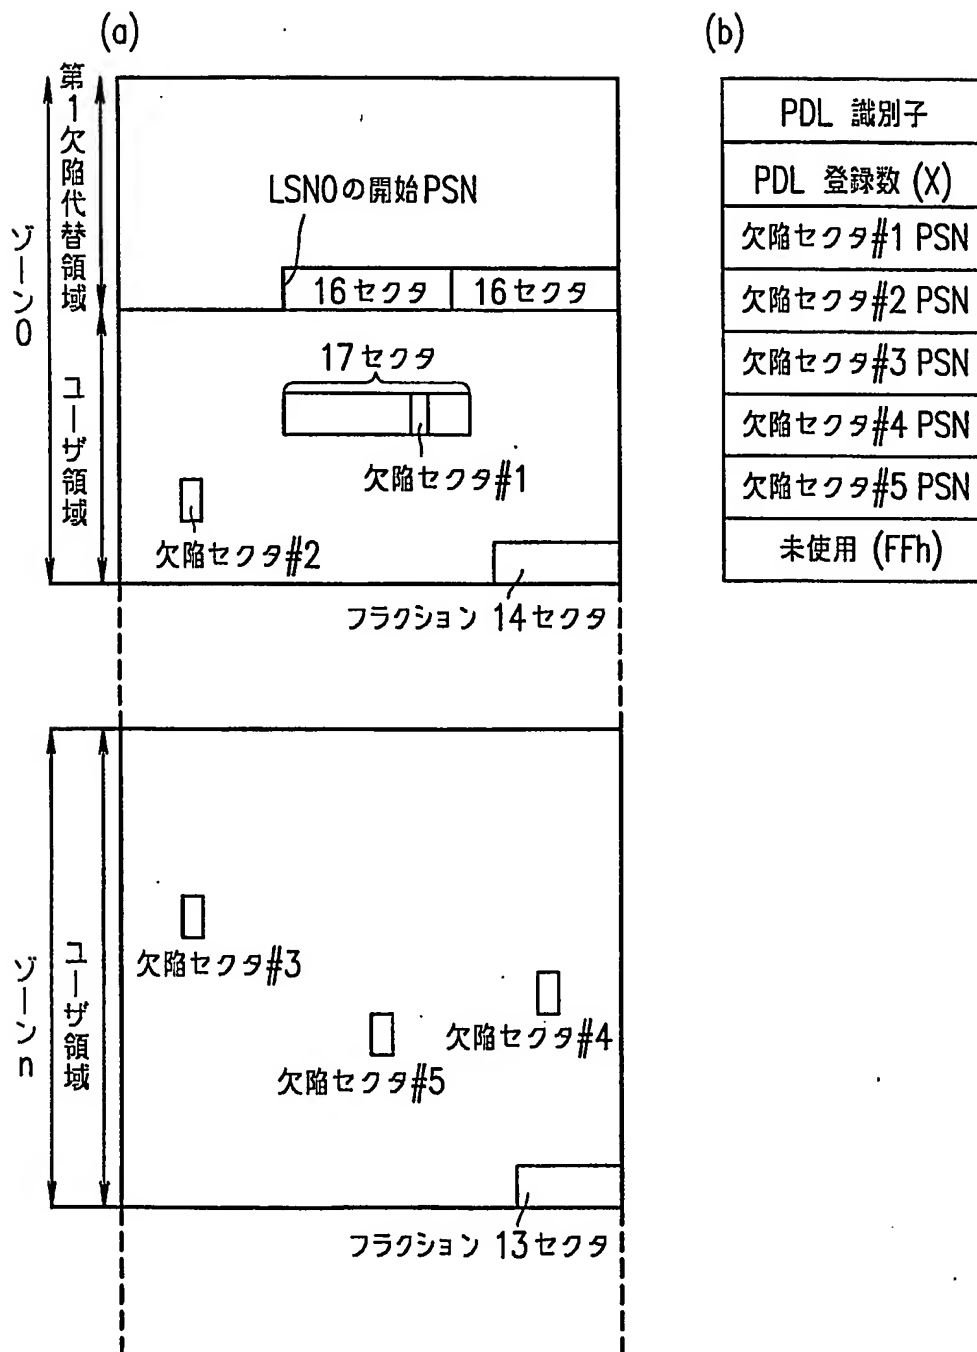 (a)
第1欠陥代替領域
ゾーン0
LSN0の開始PSN
16セクタ
16セクタ
ユーザ領域
17セクタ
欠陥セクタ#1
欠陥セクタ#2
フラクション 14セクタ
ゾーンn
ユーザ領域
欠陥セクタ#3
欠陥セクタ#4
欠陥セクタ#5
フラクション 13セクタ
(b)
PDL 識別子
PDL 登録数 (X)
欠陥セクタ#1 PSN
欠陥セクタ#2 PSN
欠陥セクタ#3 PSN
欠陥セクタ#4 PSN
欠陥セクタ#5 PSN
未使用 (FFh)